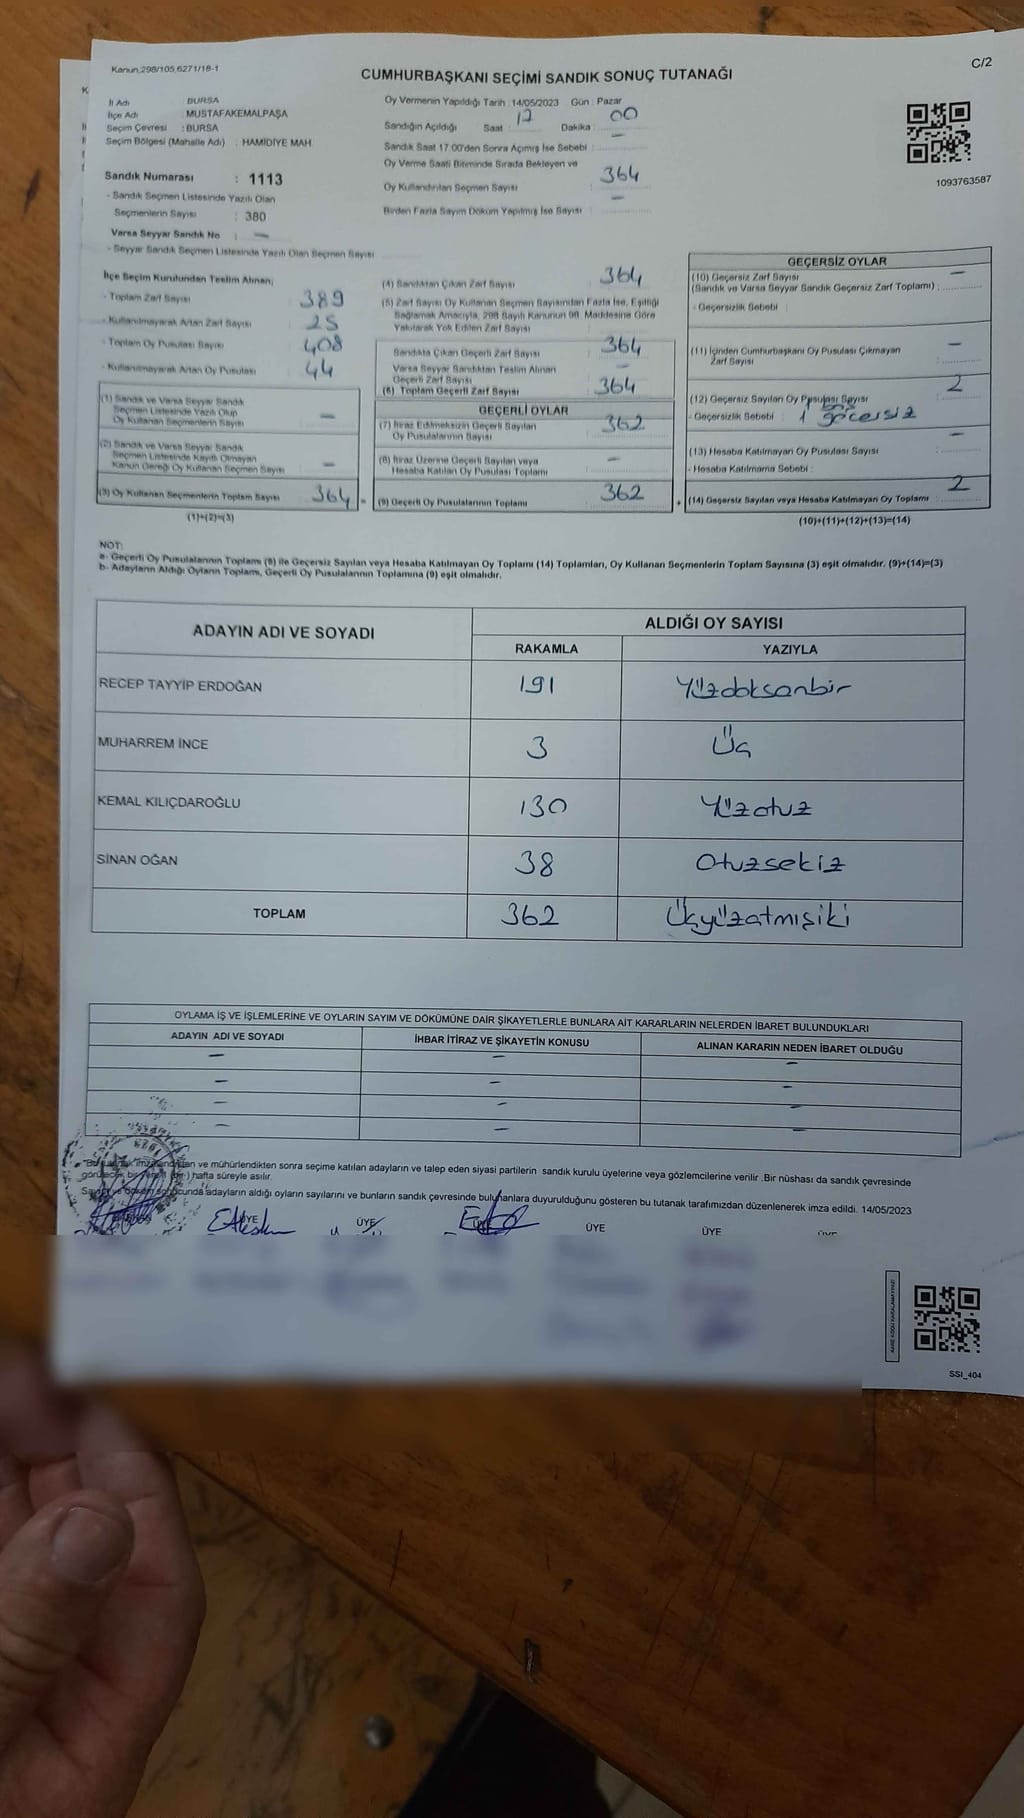 Kanun,298/105,6271/18-1
CUMHURBAŞKANI SEÇİMİ SANDIK SONUÇ TUTANAĞI
C/2
İl Adı BURSA
İlçe Adı : MUSTAFAKEMALPAŞA
Seçim Çevresi : BURSA
Seçim Bölgesi (Mahalle Adı) : HAMİDİYE MAH
Sandık Numarası : 1113
- Sandık Seçmen Listesinde Yazılı Olan
Seçmenlerin Sayısı : 380
Varsa Seyyar Sandık No : —
- Seyyar Sandık Seçmen Listesinde Yazılı Olan Seçmen Sayısı
Oy Vermenin Yapıldığı Tarih : 14/05/2023 Gün : Pazar
Sandığın Açıldığı Saat : 17 Dakika : 00
Sandık Saat 17.00'den Sonra Açımış İse Sebebi : —
Oy Verme Saati Bitiminde Sırada Bekleyen ve
Oy Kullandırılan Seçmen Sayısı : 364
Birden Fazla Sayım Döküm Yapılmış İse Sayısı : —
1093763587
İlçe Seçim Kurulundan Teslim Alınan;
- Toplam Zarf Sayısı 389
- Kullanılmayarak Artan Zarf Sayısı 25
- Toplam Oy Pusulası Sayısı 408
- Kullanılmayarak Artan Oy Pusulası 44
(1) Sandık ve Varsa Seyyar Sandık
Seçmen Listesinde Yazılı Olup
Oy Kullanan Seçmenlerin Sayısı —
(2) Sandık ve Varsa Seyyar Sandık
Seçmen Listesinde Kayıtlı Olmayan
Kanun Gereği Oy Kullanan Seçmen Sayısı —
(3) Oy Kullanan Seçmenlerin Toplam Sayısı 364 =
(1)+(2)=(3)
(4) Sandıktan Çıkan Zarf Sayısı 364
(5) Zarf Sayısı Oy Kullanan Seçmen Sayısından Fazla İse, Eşitliği
Sağlamak Amacıyla, 298 Sayılı Kanunun 98. Maddesine Göre
Yakılarak Yok Edilen Zarf Sayısı
Sandıkta Çıkan Geçerli Zarf Sayısı 364
Varsa Seyyar Sandıktan Teslim Alınan
Geçerli Zarf Sayısı
(6) Toplam Geçerli Zarf Sayısı 364
GEÇERLİ OYLAR
(7) İtiraz Edilmeksizin Geçerli Sayılan
Oy Pusulalarının Sayısı 362
(8) İtiraz Üzerine Geçerli Sayılan veya
Hesaba Katılan Oy Pusulası Toplamı —
(9) Geçerli Oy Pusulalarının Toplamı 362 +
GEÇERSİZ OYLAR
(10) Geçersiz Zarf Sayısı —
(Sandık ve Varsa Seyyar Sandık Geçersiz Zarf Toplamı) :
- Geçersizlik Sebebi :
(11) İçinden Cumhurbaşkanı Oy Pusulası Çıkmayan
Zarf Sayısı —
(12) Geçersiz Sayılan Oy Pusulası Sayısı 2
- Geçersizlik Sebebi :
(13) Hesaba Katılmayan Oy Pusulası Sayısı —
- Hesaba Katılmama Sebebi :
(14) Geçersiz Sayılan veya Hesaba Katılmayan Oy Toplamı : 2
(10)+(11)+(12)+(13)=(14)
NOT:
a- Geçerli Oy Pusulalarının Toplamı (9) ile Geçersiz Sayılan veya Hesaba Katılmayan Oy Toplamı (14) Toplamları, Oy Kullanan Seçmenlerin Toplam Sayısına (3) eşit olmalıdır. (9)+(14)=(3)
b- Adayların Aldığı Oyların Toplamı, Geçerli Oy Pusulalarının Toplamına (9) eşit olmalıdır.
ADAYIN ADI VE SOYADI ALDIĞI OY SAYISI
RAKAMLA YAZIYLA
RECEP TAYYİP ERDOĞAN 191 Yüzdoksanbir
MUHARREM İNCE 3 Üç
KEMAL KILIÇDAROĞLU 130 Yüzotuz
SİNAN OĞAN 38 Otuzsekiz
TOPLAM 362 Üçyüzatmışiki
OYLAMA İŞ VE İŞLEMLERİNE VE OYLARIN SAYIM VE DÖKÜMÜNE DAİR ŞİKAYETLERLE BUNLARA AİT KARARLARIN NELERDEN İBARET BULUNDUKLARI
ADAYIN ADI VE SOYADI İHBAR İTİRAZ VE ŞİKAYETİN KONUSU ALINAN KARARIN NEDEN İBARET OLDUĞU
— — —
— — —
— — —
— — —
ve mühürlendikten sonra seçime katılan adayların ve talep eden siyasi partilerin sandık kurulu üyelerine veya gözlemcilerine verilir .Bir nüshası da sandık çevresinde
hafta süreyle asılır.
adayların aldığı oyların sayılarını ve bunların sandık çevresinde bulunanlara duyurulduğunu gösteren bu tutanak tarafımızdan düzenlenerek imza edildi. 14/05/2023
ÜYE ÜYE ÜYE
SSI_404